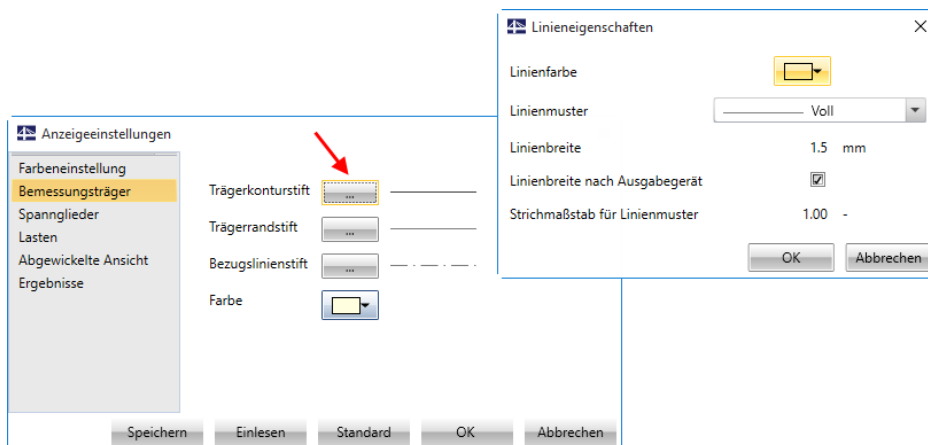 Linieneigenschaften
Linienfarbe
Linienmuster Voll
Linienbreite 1.5 mm
Linienbreite nach Ausgabegerät
Strichmaßstab für Linienmuster 1.00 -
OK Abbrechen
Anzeigeeinstellungen
Farbeneinstellung
Bemessungsträger
Spannglieder
Lasten
Abgewickelte Ansicht
Ergebnisse
Trägerkonturstift ...
Trägerrandstift ...
Bezugslinienstift ...
Farbe
Speichern Einlesen Standard OK Abbrechen